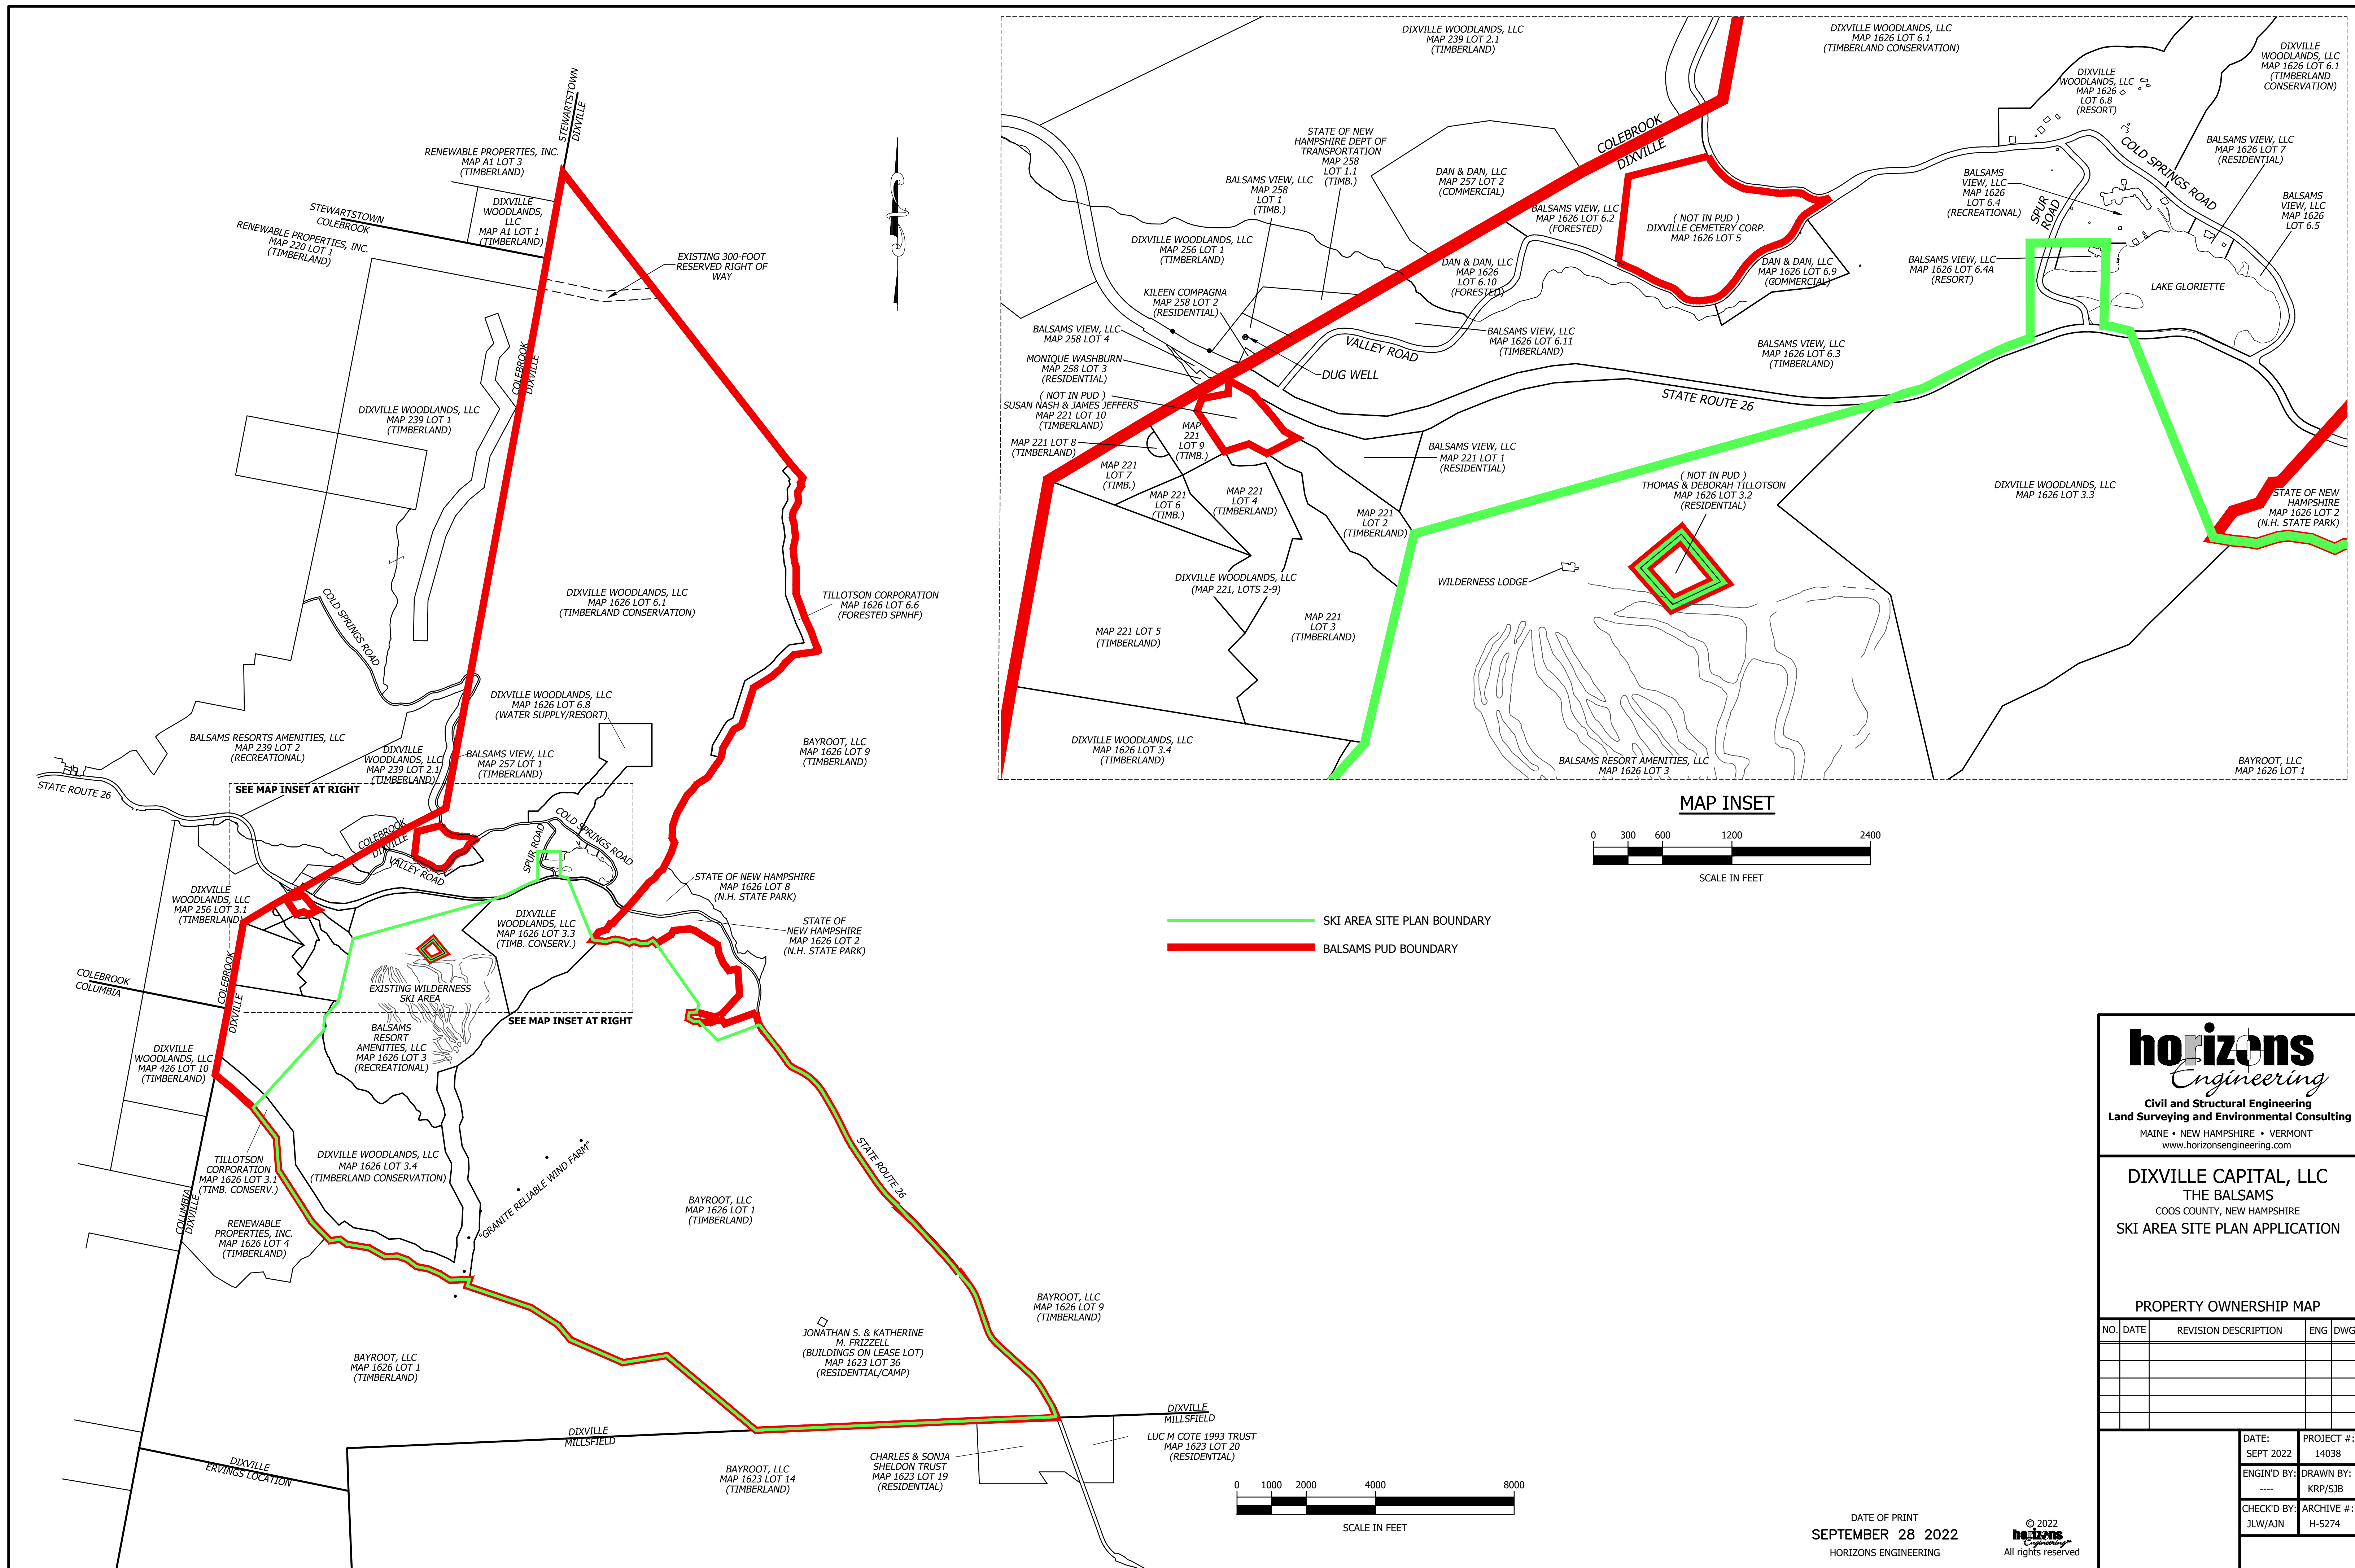 STEWARTSTOWN
DIXVILLE
RENEWABLE PROPERTIES, INC.
MAP A1 LOT 3
(TIMBERLAND)
DIXVILLE
WOODLANDS,
LLC
MAP A1 LOT 1
(TIMBERLAND)
STEWARTSTOWN
COLEBROOK
RENEWABLE PROPERTIES, INC.
MAP 220 LOT 1
(TIMBERLAND)
EXISTING 300-FOOT
RESERVED RIGHT OF
WAY
COLEBROOK
DIXVILLE
DIXVILLE WOODLANDS, LLC
MAP 239 LOT 1
(TIMBERLAND)
DIXVILLE WOODLANDS, LLC
MAP 1626 LOT 6.1
(TIMBERLAND CONSERVATION)
TILLOTSON CORPORATION
MAP 1626 LOT 6.6
(FORESTED SPNHF)
COLD SPRINGS ROAD
DIXVILLE WOODLANDS, LLC
MAP 1626 LOT 6.8
(WATER SUPPLY/RESORT)
BALSAMS RESORTS AMENITIES, LLC
MAP 239 LOT 2
(RECREATIONAL)
DIXVILLE
WOODLANDS, LLC
MAP 239 LOT 2.1
(TIMBERLAND)
BALSAMS VIEW, LLC
MAP 257 LOT 1
(TIMBERLAND)
BAYROOT, LLC
MAP 1626 LOT 9
(TIMBERLAND)
STATE ROUTE 26
SEE MAP INSET AT RIGHT
COLEBROOK
DIXVILLE
VALLEY ROAD
SPUR ROAD
COLD SPRINGS ROAD
STATE OF NEW HAMPSHIRE
MAP 1626 LOT 8
(N.H. STATE PARK)
DIXVILLE
WOODLANDS, LLC
MAP 256 LOT 3.1
(TIMBERLAND)
DIXVILLE
WOODLANDS, LLC
MAP 1626 LOT 3.3
(TIMB. CONSERV.)
STATE OF
NEW HAMPSHIRE
MAP 1626 LOT 2
(N.H. STATE PARK)
COLEBROOK
COLUMBIA
COLEBROOK
DIXVILLE
EXISTING WILDERNESS
SKI AREA
SEE MAP INSET AT RIGHT
BALSAMS
RESORT
AMENITIES, LLC
MAP 1626 LOT 3
(RECREATIONAL)
DIXVILLE
WOODLANDS, LLC
MAP 426 LOT 10
(TIMBERLAND)
TILLOTSON
CORPORATION
MAP 1626 LOT 3.1
(TIMB. CONSERV.)
DIXVILLE WOODLANDS, LLC
MAP 1626 LOT 3.4
(TIMBERLAND CONSERVATION)
"GRANITE RELIABLE WIND FARM"
STATE ROUTE 26
COLUMBIA
DIXVILLE
RENEWABLE
PROPERTIES, INC.
MAP 1626 LOT 4
(TIMBERLAND)
BAYROOT, LLC
MAP 1626 LOT 1
(TIMBERLAND)
BAYROOT, LLC
MAP 1626 LOT 9
(TIMBERLAND)
JONATHAN S. & KATHERINE
M. FRIZZELL
(BUILDINGS ON LEASE LOT)
MAP 1623 LOT 36
(RESIDENTIAL/CAMP)
BAYROOT, LLC
MAP 1626 LOT 1
(TIMBERLAND)
DIXVILLE
MILLSFIELD
DIXVILLE
MILLSFIELD
DIXVILLE
ERVINGS LOCATION
LUC M COTE 1993 TRUST
MAP 1623 LOT 20
(RESIDENTIAL)
CHARLES & SONJA
SHELDON TRUST
MAP 1623 LOT 19
(RESIDENTIAL)
BAYROOT, LLC
MAP 1623 LOT 14
(TIMBERLAND)
0 1000 2000 4000 8000
SCALE IN FEET
DIXVILLE WOODLANDS, LLC
MAP 239 LOT 2.1
(TIMBERLAND)
DIXVILLE WOODLANDS, LLC
MAP 1626 LOT 6.1
(TIMBERLAND CONSERVATION)
DIXVILLE
WOODLANDS, LLC
MAP 1626 LOT 6.1
(TIMBERLAND
CONSERVATION)
DIXVILLE
WOODLANDS, LLC
MAP 1626
LOT 6.8
(RESORT)
STATE OF NEW
HAMPSHIRE DEPT OF
TRANSPORTATION
MAP 258
LOT 1.1
(TIMB.)
COLEBROOK
DIXVILLE
COLD SPRINGS ROAD
BALSAMS VIEW, LLC
MAP 1626 LOT 7
(RESIDENTIAL)
BALSAMS VIEW, LLC
MAP 258
LOT 1
(TIMB.)
DAN & DAN, LLC
MAP 257 LOT 2
(COMMERCIAL)
BALSAMS
VIEW, LLC
MAP 1626
LOT 6.4
(RECREATIONAL)
BALSAMS
VIEW, LLC
MAP 1626
LOT 6.5
SPUR
ROAD
BALSAMS VIEW, LLC
MAP 1626 LOT 6.2
(FORESTED)
( NOT IN PUD )
DIXVILLE CEMETERY CORP.
MAP 1626 LOT 5
DIXVILLE WOODLANDS, LLC
MAP 256 LOT 1
(TIMBERLAND)
DAN & DAN, LLC
MAP 1626
LOT 6.10
(FORESTED)
DAN & DAN, LLC
MAP 1626 LOT 6.9
(COMMERCIAL)
BALSAMS VIEW, LLC
MAP 1626 LOT 6.4A
(RESORT)
LAKE GLORIETTE
KILEEN COMPAGNA
MAP 258 LOT 2
(RESIDENTIAL)
BALSAMS VIEW, LLC
MAP 258 LOT 4
BALSAMS VIEW, LLC
MAP 1626 LOT 6.11
(TIMBERLAND)
VALLEY ROAD
BALSAMS VIEW, LLC
MAP 1626 LOT 6.3
(TIMBERLAND)
MONIQUE WASHBURN
MAP 258 LOT 3
(RESIDENTIAL)
DUG WELL
( NOT IN PUD )
SUSAN NASH & JAMES JEFFERS
MAP 221 LOT 10
(TIMBERLAND)
STATE ROUTE 26
MAP 221 LOT 8
(TIMBERLAND)
MAP
221
LOT 9
(TIMB.)
BALSAMS VIEW, LLC
MAP 221 LOT 1
(RESIDENTIAL)
MAP 221
LOT 7
(TIMB.)
MAP 221
LOT 6
(TIMB.)
MAP 221
LOT 4
(TIMBERLAND)
MAP 221
LOT 2
(TIMBERLAND)
( NOT IN PUD )
THOMAS & DEBORAH TILLOTSON
MAP 1626 LOT 3.2
(RESIDENTIAL)
DIXVILLE WOODLANDS, LLC
MAP 1626 LOT 3.3
STATE OF NEW
HAMPSHIRE
MAP 1626 LOT 2
(N.H. STATE PARK)
DIXVILLE WOODLANDS, LLC
(MAP 221, LOTS 2-9)
WILDERNESS LODGE
MAP 221 LOT 5
(TIMBERLAND)
MAP 221
LOT 3
(TIMBERLAND)
DIXVILLE WOODLANDS, LLC
MAP 1626 LOT 3.4
(TIMBERLAND)
BALSAMS RESORT AMENITIES, LLC
MAP 1626 LOT 3
BAYROOT, LLC
MAP 1626 LOT 1
MAP INSET
0 300 600 1200 2400
SCALE IN FEET
SKI AREA SITE PLAN BOUNDARY
BALSAMS PUD BOUNDARY
horizons
Engineering
Civil and Structural Engineering
Land Surveying and Environmental Consulting
MAINE • NEW HAMPSHIRE • VERMONT
www.horizonsengineering.com
DIXVILLE CAPITAL, LLC
THE BALSAMS
COOS COUNTY, NEW HAMPSHIRE
SKI AREA SITE PLAN APPLICATION
PROPERTY OWNERSHIP MAP
NO. DATE REVISION DESCRIPTION ENG DWG
DATE: PROJECT #:
SEPT 2022 14038
ENGIN'D BY: DRAWN BY:
---- KRP/SJB
CHECK'D BY: ARCHIVE #:
JLW/AJN H-5274
DATE OF PRINT
SEPTEMBER 28 2022
HORIZONS ENGINEERING
© 2022
horizons
Engineering
All rights reserved